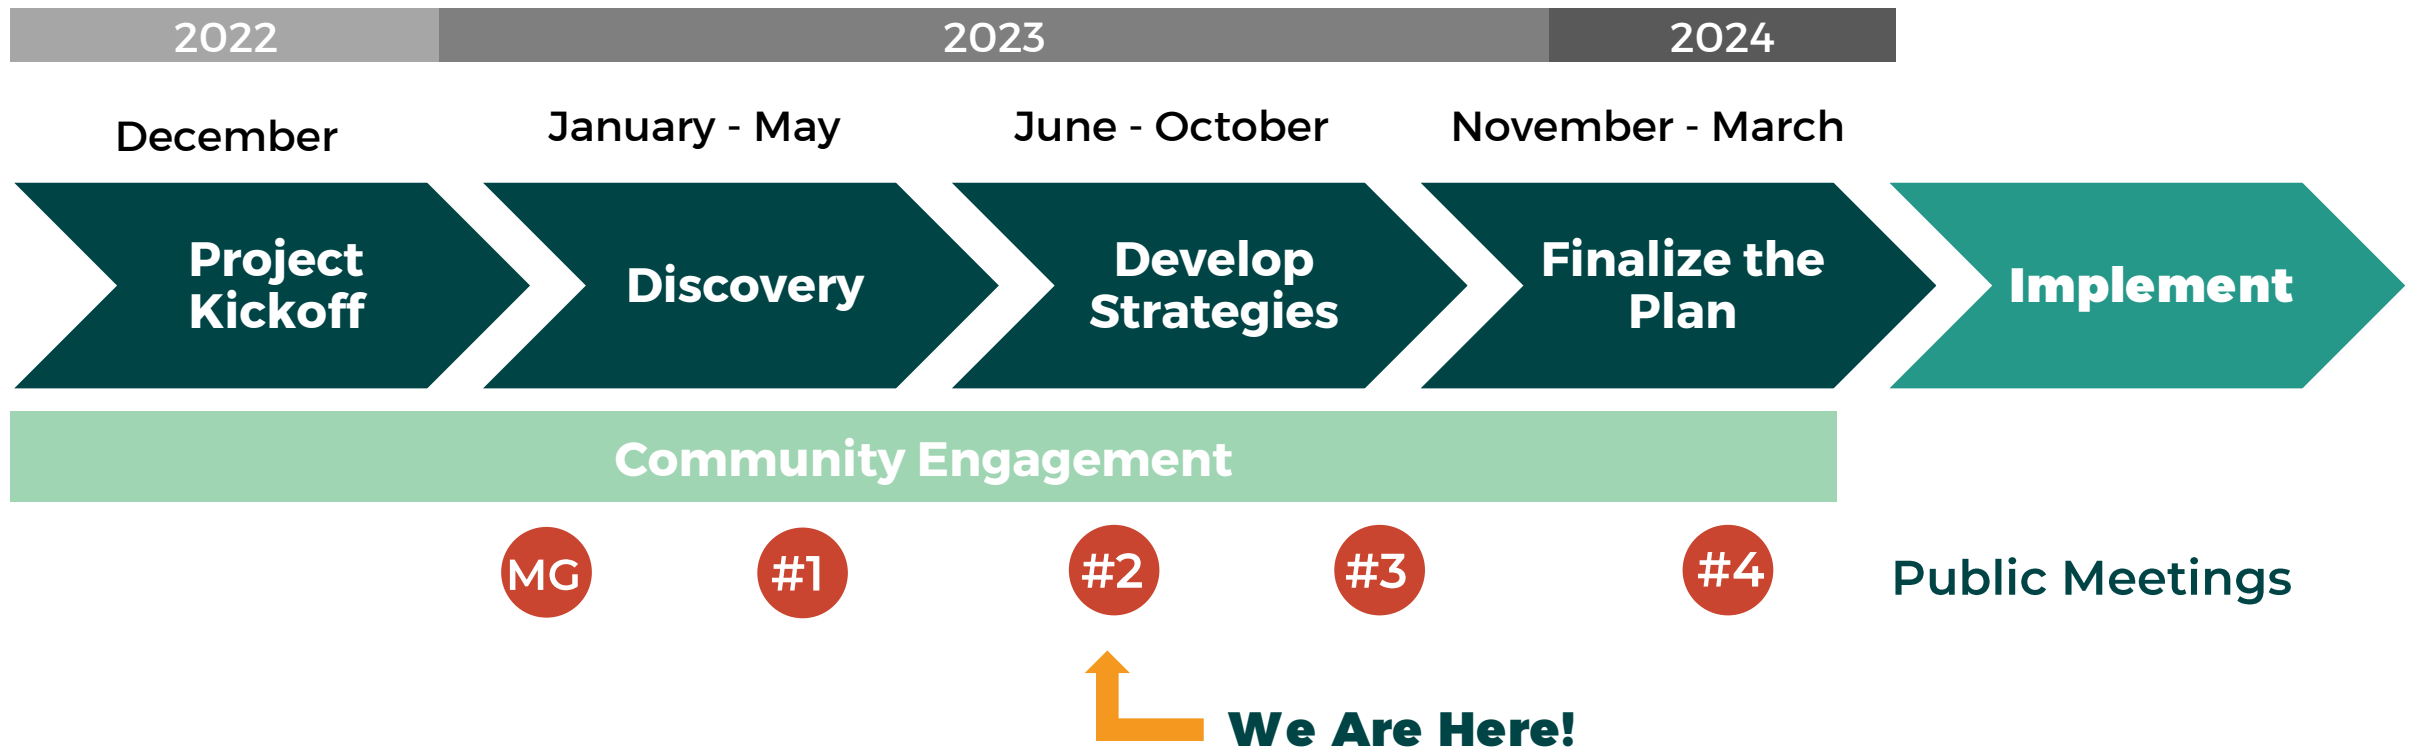 2022
2023
2024
December
January - May
June - October
November - March
Project
Kickoff
Discovery
Develop
Strategies
Finalize the
Plan
Implement
Community Engagement
MG
#1
#2
#3
#4
Public Meetings
We Are Here!